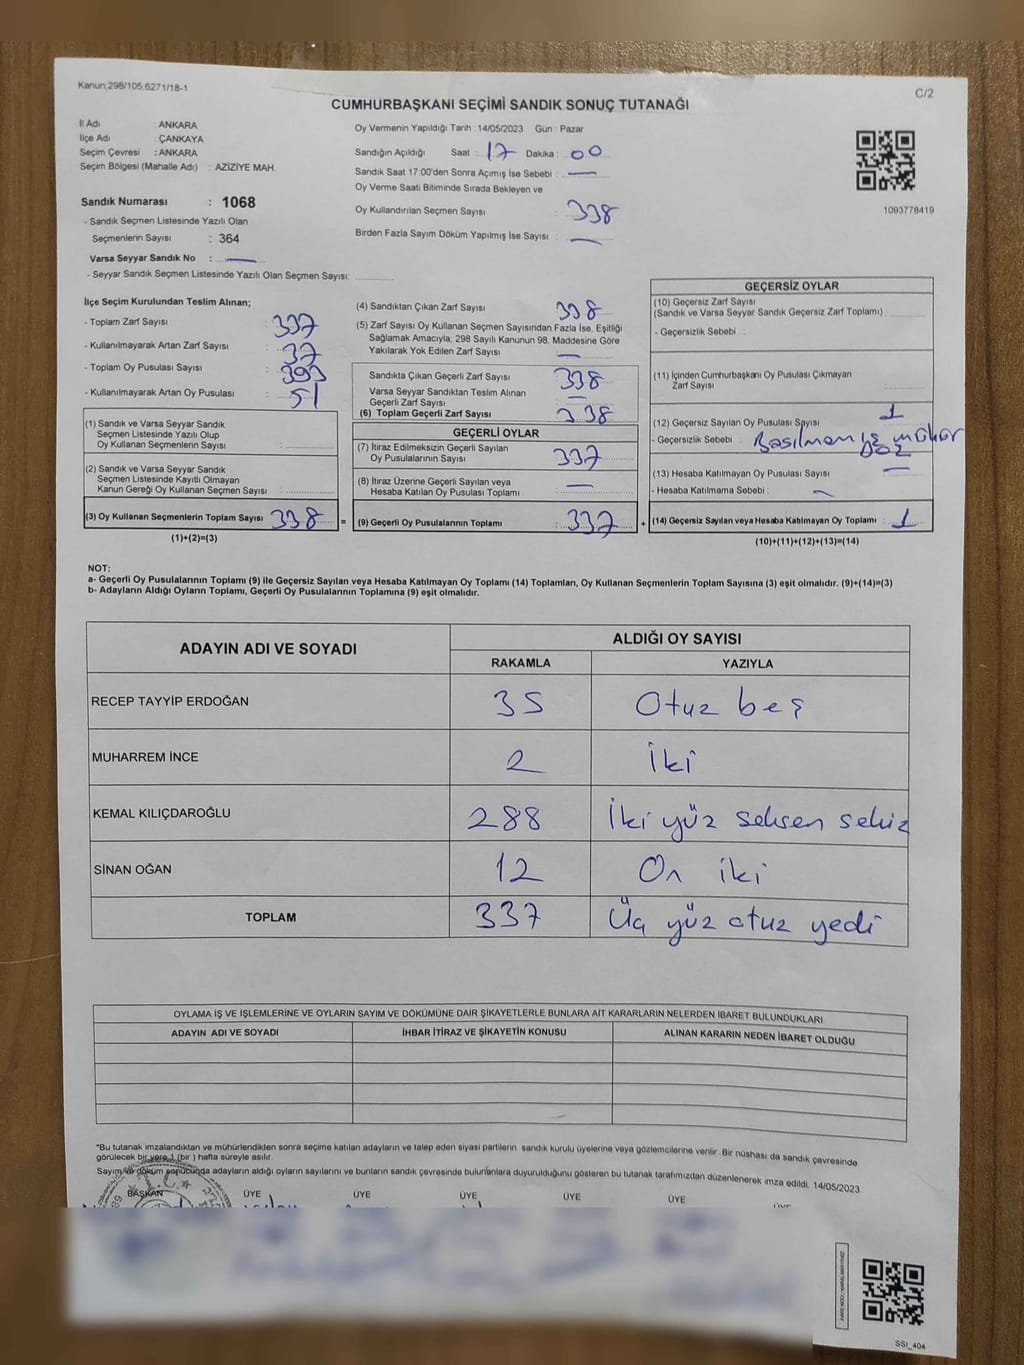 Kanun:298/105.6271/18-1
C/2
CUMHURBAŞKANI SEÇİMİ SANDIK SONUÇ TUTANAĞI
İl Adı : ANKARA
İlçe Adı : ÇANKAYA
Seçim Çevresi : ANKARA
Seçim Bölgesi (Mahalle Adı) : AZİZİYE MAH.
Sandık Numarası : 1068
- Sandık Seçmen Listesinde Yazılı Olan
Seçmenlerin Sayısı : 364
Varsa Seyyar Sandık No :
- Seyyar Sandık Seçmen Listesinde Yazılı Olan Seçmen Sayısı:
Oy Vermenin Yapıldığı Tarih :14/05/2023 Gün : Pazar
Sandığın Açıldığı Saat : 17 Dakika : 00
Sandık Saat 17:00'den Sonra Açımış İse Sebebi :
Oy Verme Saati Bitiminde Sırada Bekleyen ve
Oy Kullandırılan Seçmen Sayısı : 338
Birden Fazla Sayım Döküm Yapılmış İse Sayısı :
1093778419
İlçe Seçim Kurulundan Teslim Alınan;
- Toplam Zarf Sayısı : 337
- Kullanılmayarak Artan Zarf Sayısı : 37
- Toplam Oy Pusulası Sayısı :
- Kullanılmayarak Artan Oy Pusulası : 51
(1) Sandık ve Varsa Seyyar Sandık
Seçmen Listesinde Yazılı Olup
Oy Kullanan Seçmenlerin Sayısı :
(2) Sandık ve Varsa Seyyar Sandık
Seçmen Listesinde Kayıtlı Olmayan
Kanun Gereği Oy Kullanan Seçmen Sayısı :
(3) Oy Kullanan Seçmenlerin Toplam Sayısı : 338 =
(1)+(2)=(3)
(4) Sandıktan Çıkan Zarf Sayısı : 338
(5) Zarf Sayısı Oy Kullanan Seçmen Sayısından Fazla İse, Eşitliği
Sağlamak Amacıyla, 298 Sayılı Kanunun 98. Maddesine Göre
Yakılarak Yok Edilen Zarf Sayısı :
Sandıkta Çıkan Geçerli Zarf Sayısı : 338
Varsa Seyyar Sandıktan Teslim Alınan
Geçerli Zarf Sayısı :
(6) Toplam Geçerli Zarf Sayısı : 338
GEÇERLİ OYLAR
(7) İtiraz Edilmeksizin Geçerli Sayılan
Oy Pusulalarının Sayısı : 337
(8) İtiraz Üzerine Geçerli Sayılan veya
Hesaba Katılan Oy Pusulası Toplamı :
(9) Geçerli Oy Pusulalarının Toplamı : 337 +
GEÇERSİZ OYLAR
(10) Geçersiz Zarf Sayısı
(Sandık ve Varsa Seyyar Sandık Geçersiz Zarf Toplamı)
- Geçersizlik Sebebi :
(11) İçinden Cumhurbaşkanı Oy Pusulası Çıkmayan
Zarf Sayısı :
(12) Geçersiz Sayılan Oy Pusulası Sayısı : 1
- Geçersizlik Sebebi :
(13) Hesaba Katılmayan Oy Pusulası Sayısı :
- Hesaba Katılmama Sebebi :
(14) Geçersiz Sayılan veya Hesaba Katılmayan Oy Toplamı : 1
(10)+(11)+(12)+(13)=(14)
NOT:
a- Geçerli Oy Pusulalarının Toplamı (9) ile Geçersiz Sayılan veya Hesaba Katılmayan Oy Toplamı (14) Toplamları, Oy Kullanan Seçmenlerin Toplam Sayısına (3) eşit olmalıdır. (9)+(14)=(3)
b- Adayların Aldığı Oyların Toplamı, Geçerli Oy Pusulalarının Toplamına (9) eşit olmalıdır.
ADAYIN ADI VE SOYADI
ALDIĞI OY SAYISI
RAKAMLA YAZIYLA
RECEP TAYYİP ERDOĞAN 35 Otuz beş
MUHARREM İNCE 2 İki
KEMAL KILIÇDAROĞLU 288 İki yüz seksen sekiz
SİNAN OĞAN 12 On iki
TOPLAM 337 Üç yüz otuz yedi
OYLAMA İŞ VE İŞLEMLERİNE VE OYLARIN SAYIM VE DÖKÜMÜNE DAİR ŞİKAYETLERLE BUNLARA AİT KARARLARIN NELERDEN İBARET BULUNDUKLARI
ADAYIN ADI VE SOYADI İHBAR İTİRAZ VE ŞİKAYETİN KONUSU ALINAN KARARIN NEDEN İBARET OLDUĞU
*Bu tutanak imzalandıktan ve mühürlendikten sonra seçime katılan adayların ve talep eden siyasi partilerin sandık kurulu üyelerine veya gözlemcilerine verilir. Bir nüshası da sandık çevresinde
görülecek bir yere 1 (bir ) hafta süreyle asılır.
Sayım ve döküm sonucunda adayların aldığı oyların sayılarını ve bunların sandık çevresinde bulunanlara duyurulduğunu gösteren bu tutanak tarafımızdan düzenlenerek imza edildi. 14/05/2023
BAŞKAN ÜYE ÜYE ÜYE ÜYE ÜYE ÜYE
SSI_404